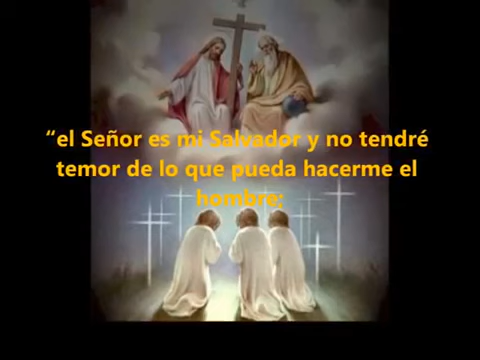 “el Señor es mi Salvador y no tendré
temor de lo que pueda hacerme el
hombre;